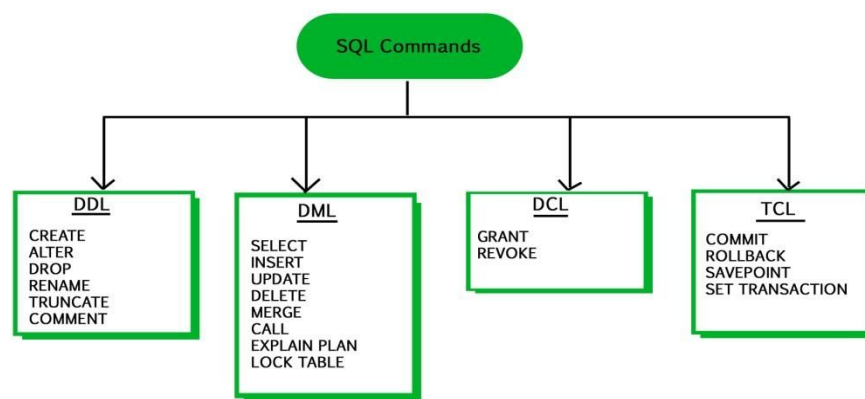 SQL Commands
DDL
CREATE
ALTER
DROP
RENAME
TRUNCATE
COMMENT
DML
SELECT
INSERT
UPDATE
DELETE
MERGE
CALL
EXPLAIN PLAN
LOCK TABLE
DCL
GRANT
REVOKE
TCL
COMMIT
ROLLBACK
SAVEPOINT
SET TRANSACTION